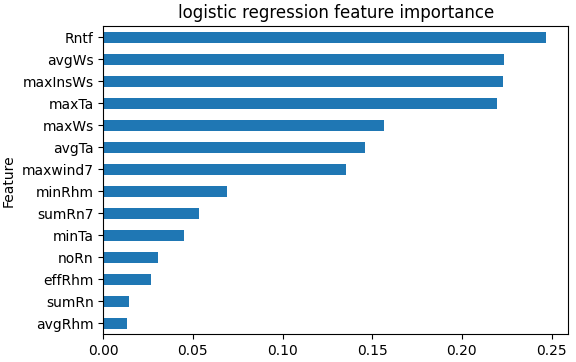 logistic regression feature importance
Feature
Rntf
avgWs
maxInsWs
maxTa
maxWs
avgTa
maxwind7
minRhm
sumRn7
minTa
noRn
effRhm
sumRn
avgRhm
0.00 0.05 0.10 0.15 0.20 0.25